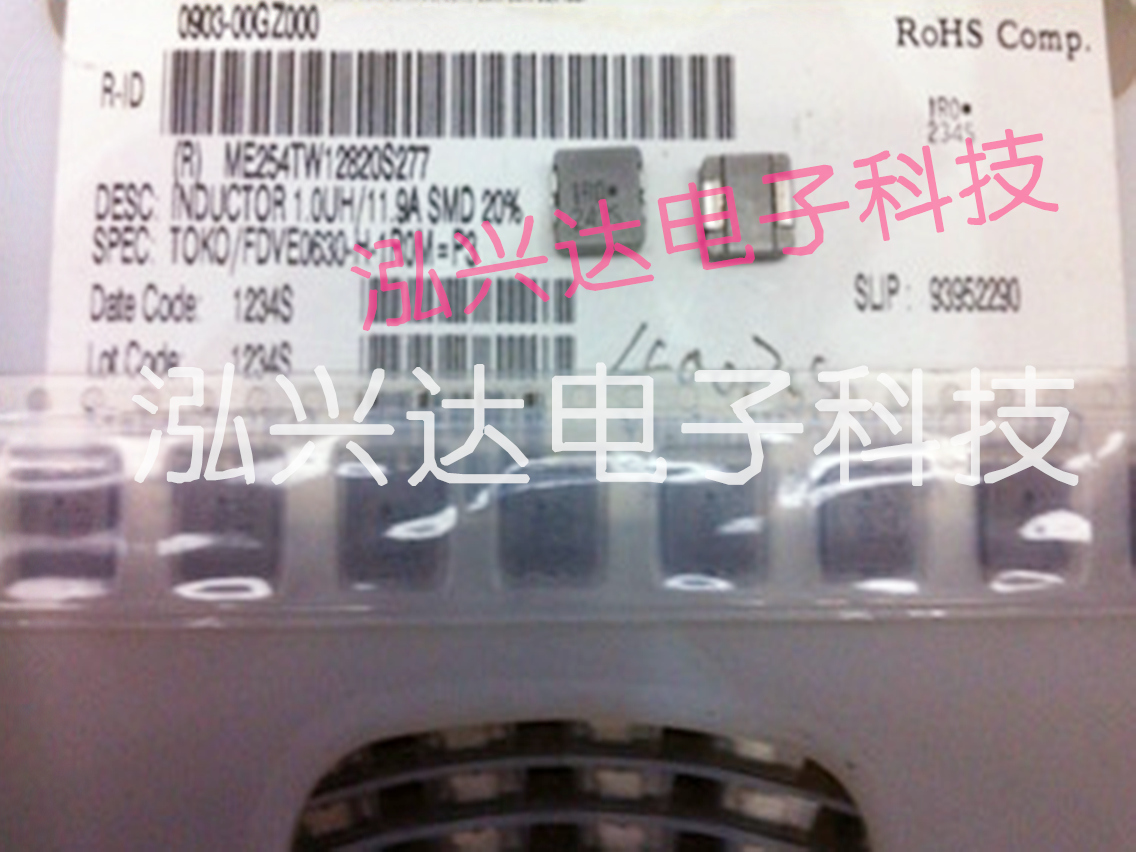 0903-00GZ000
RoHS Comp.
R-ID
1R0•
234S
(R) ME254TW12820S277
1R0•
DESC: INDUCTOR 1.0UH/11.9A SMD 20%
SPEC: TOKO/FDVE0630-H-1R0M=P3
泓兴达电子科技
Date Code: 1234S
SLIP: 93952290
Lot Code: 1234S
泓兴达电子科技